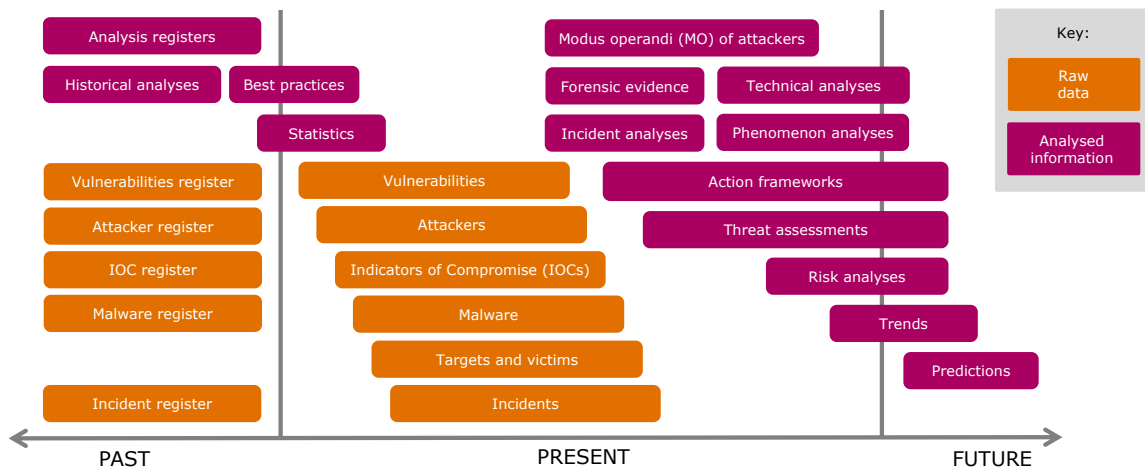 Analysis registers
Modus operandi (MO) of attackers
Key:
Historical analyses
Best practices
Forensic evidence
Technical analyses
Raw
data
Statistics
Incident analyses
Phenomenon analyses
Analysed
information
Vulnerabilities register
Vulnerabilities
Action frameworks
Attacker register
Attackers
Threat assessments
IOC register
Indicators of Compromise (IOCs)
Risk analyses
Malware register
Malware
Trends
Targets and victims
Predictions
Incident register
Incidents
PAST
PRESENT
FUTURE